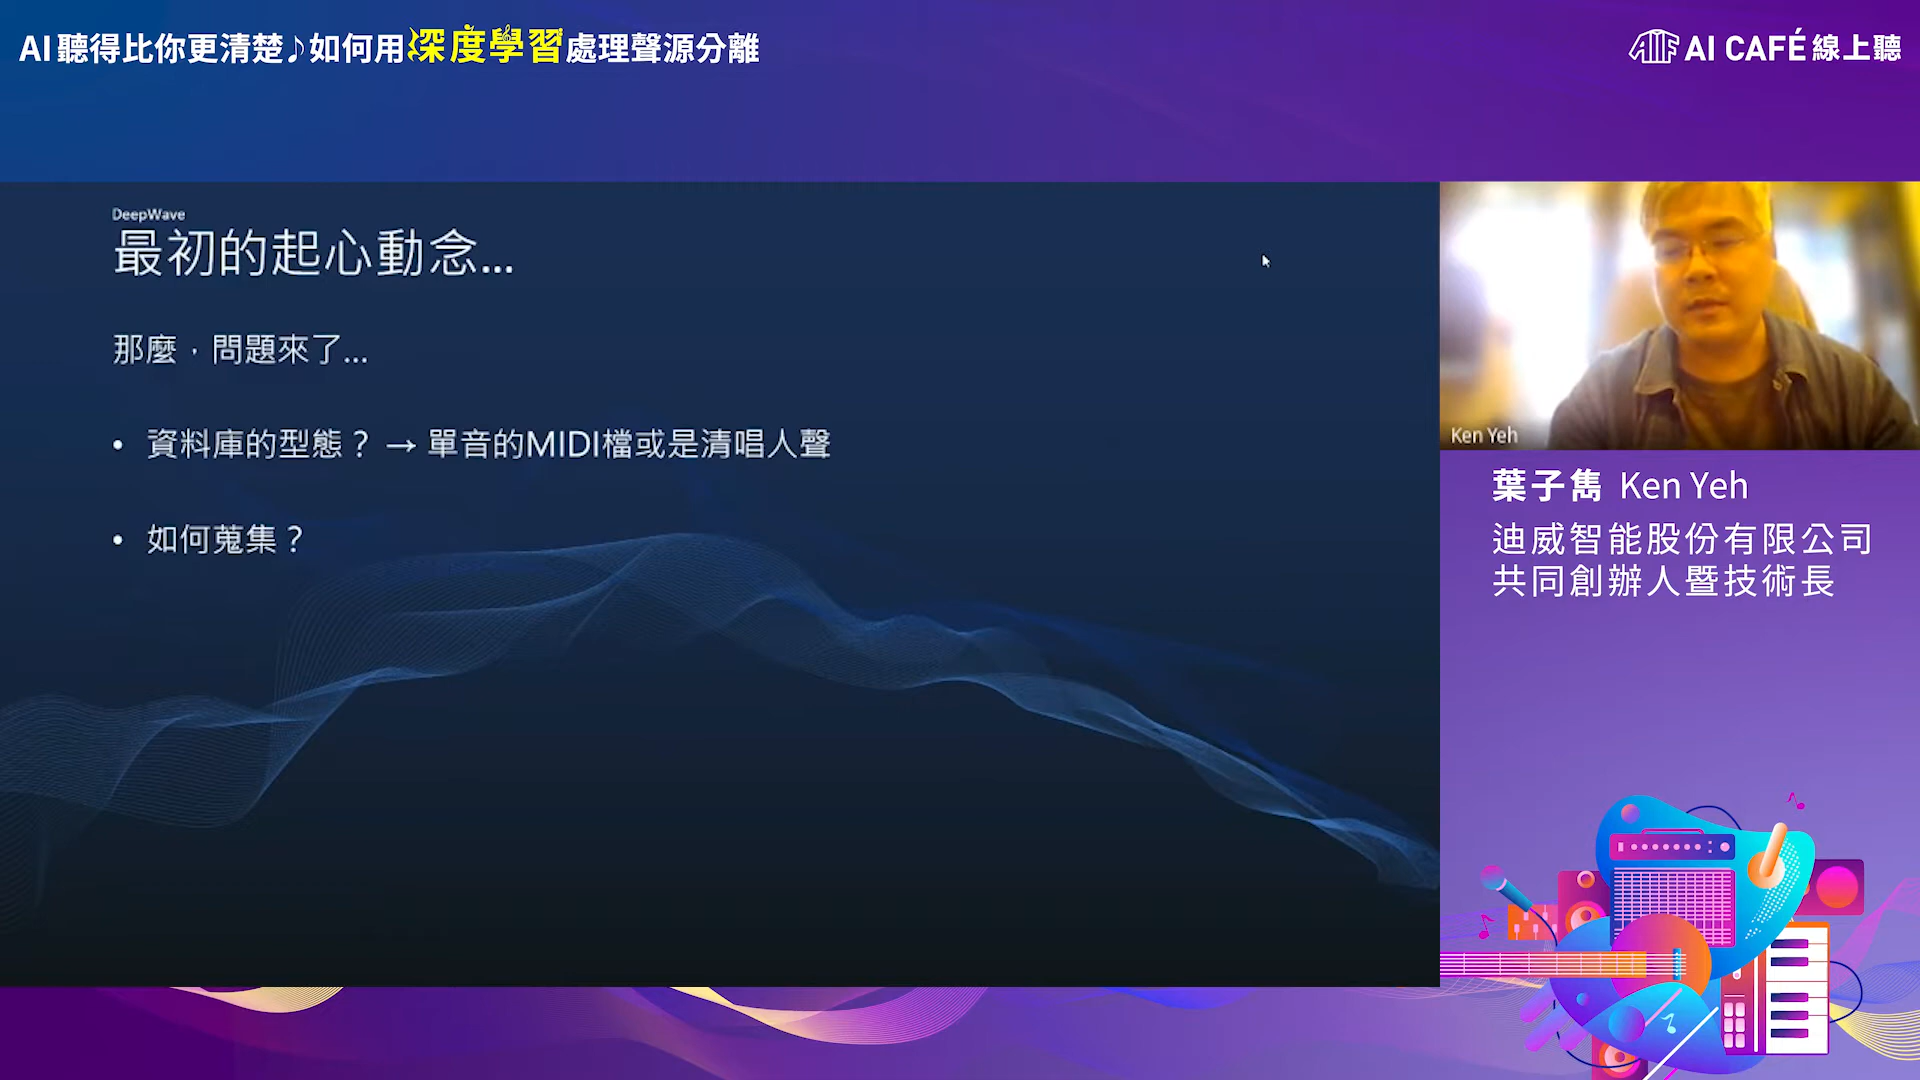 AI聽得比你更清楚♪如何用深度學習處理聲源分離
AIF AI CAFÉ 線上聽
DeepWave
最初的起心動念...
那麼，問題來了...
• 資料庫的型態？→ 單音的MIDI檔或是清唱人聲
• 如何蒐集？
Ken Yeh
葉子雋 Ken Yeh
迪威智能股份有限公司
共同創辦人暨技術長